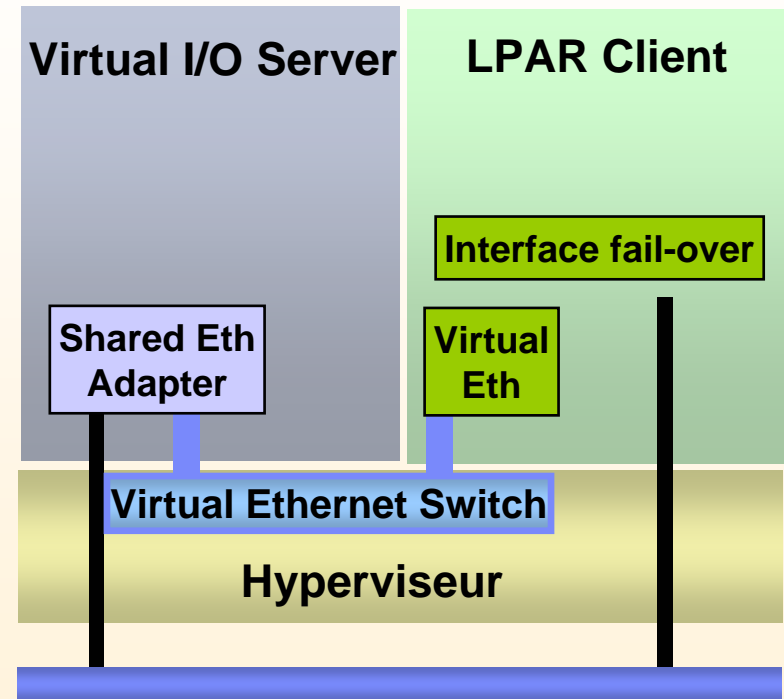 Virtual I/O Server
LPAR Client
Interface fail-over
Shared Eth
Adapter
Virtual
Eth
Virtual Ethernet Switch
Hyperviseur